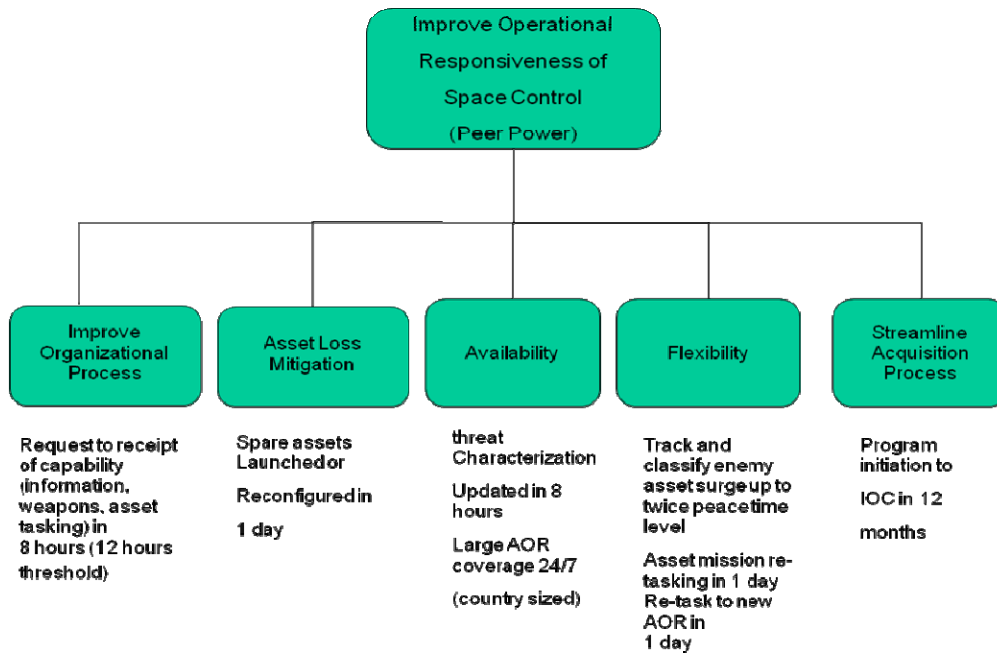 Improve Operational
Responsiveness of
Space Control
(Peer Power)
Improve
Organizational
Process
Asset Loss
Mitigation
Availability
Flexibility
Streamline
Acquisition
Process
Request to receipt
of capability
(information,
weapons, asset
tasking) in
8 hours (12 hours
threshold)
Spare assets
Launched or
Reconfigured in
1 day
threat
Characterization
Updated in 8
hours
Large AOR
coverage 24/7
(country sized)
Track and
classify enemy
asset surge up to
twice peacetime
level
Asset mission re-
tasking in 1 day
Re-task to new
AOR in
1 day
Program
initiation to
IOC in 12
months